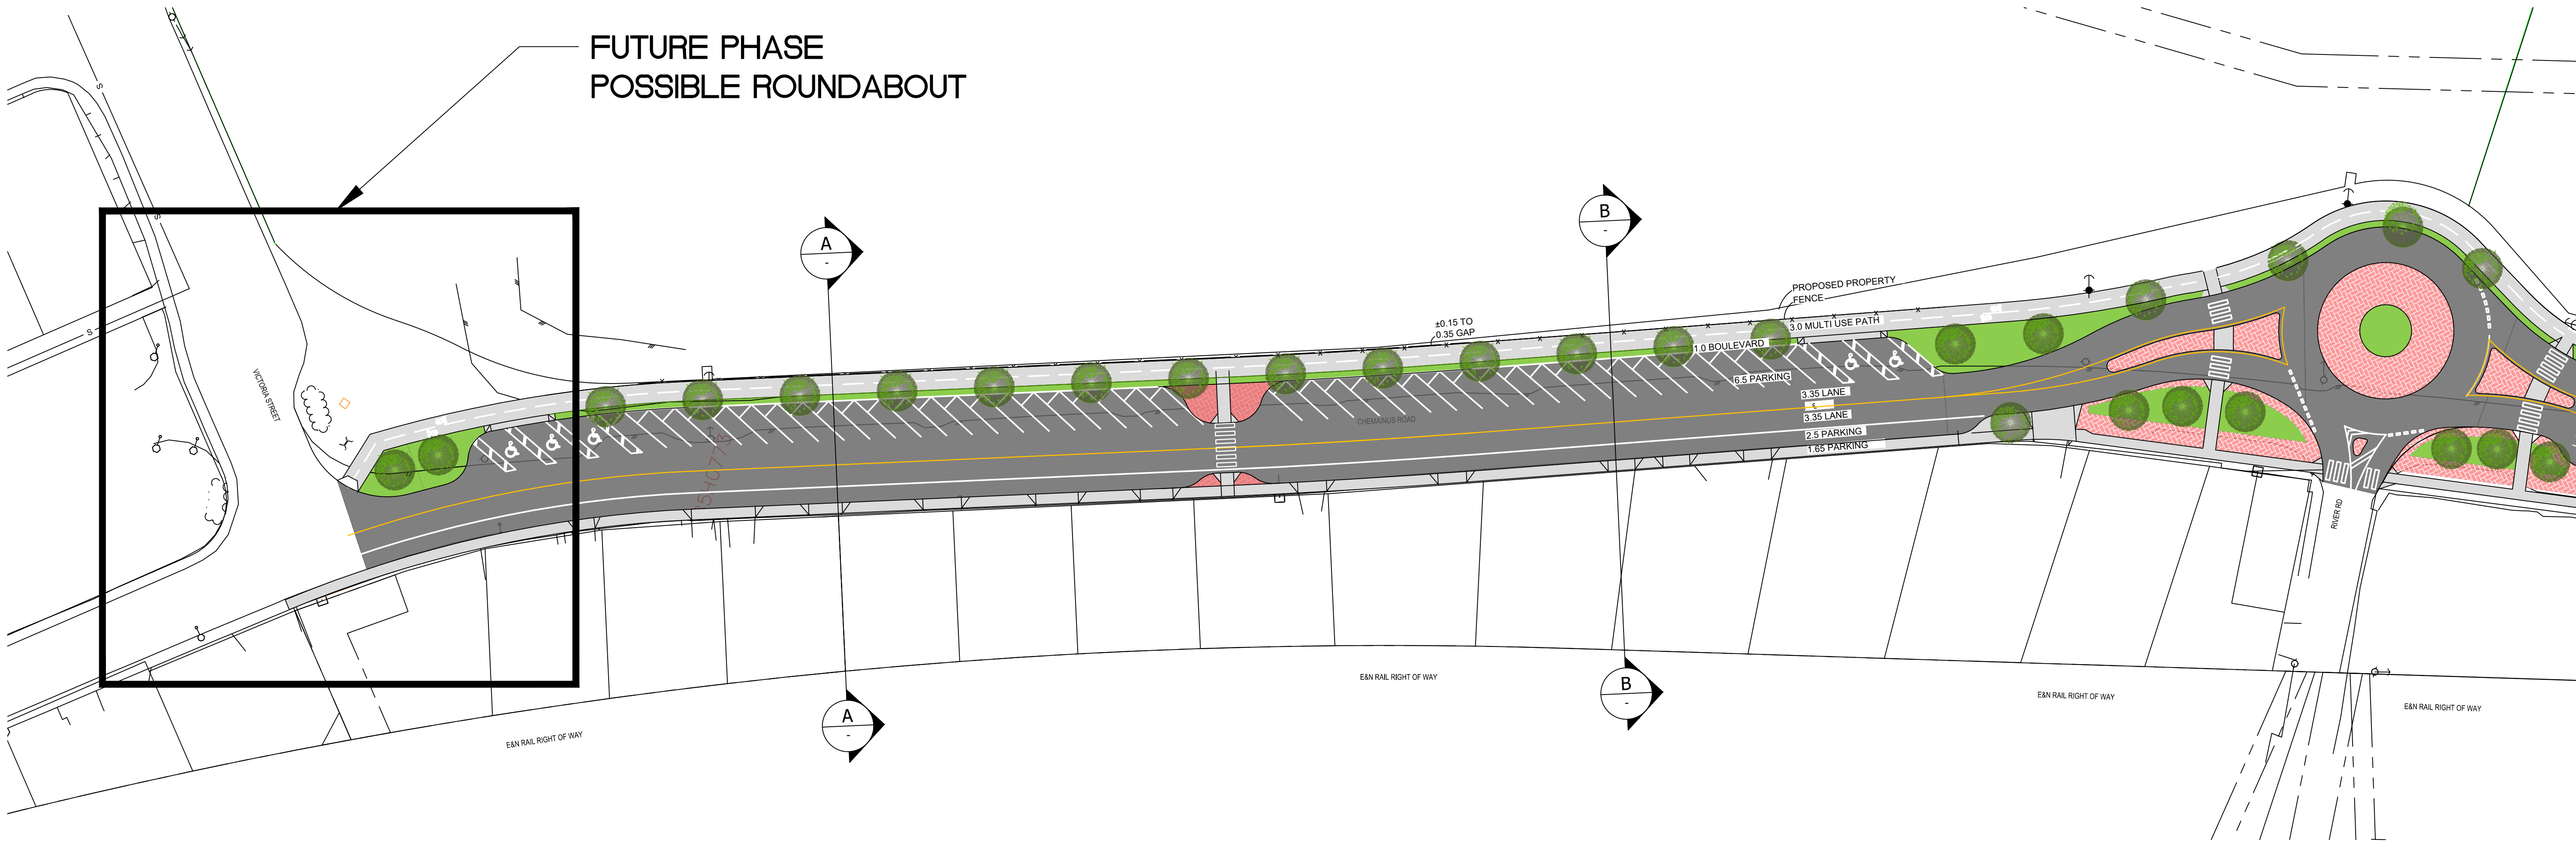 FUTURE PHASE
POSSIBLE ROUNDABOUT
S
S
S
S
VICTORIA STREET
A
-
B
-
±0.15 TO
0.35 GAP
PROPOSED PROPERTY
FENCE
3.0 MULTI USE PATH
1.0 BOULEVARD
6.5 PARKING
3.35 LANE
℄
3.35 LANE
2.5 PARKING
1.65 PARKING
CHEMAINUS ROAD
RIVER RD
A
-
B
-
E&N RAIL RIGHT OF WAY
E&N RAIL RIGHT OF WAY
E&N RAIL RIGHT OF WAY
E&N RAIL RIGHT OF WAY